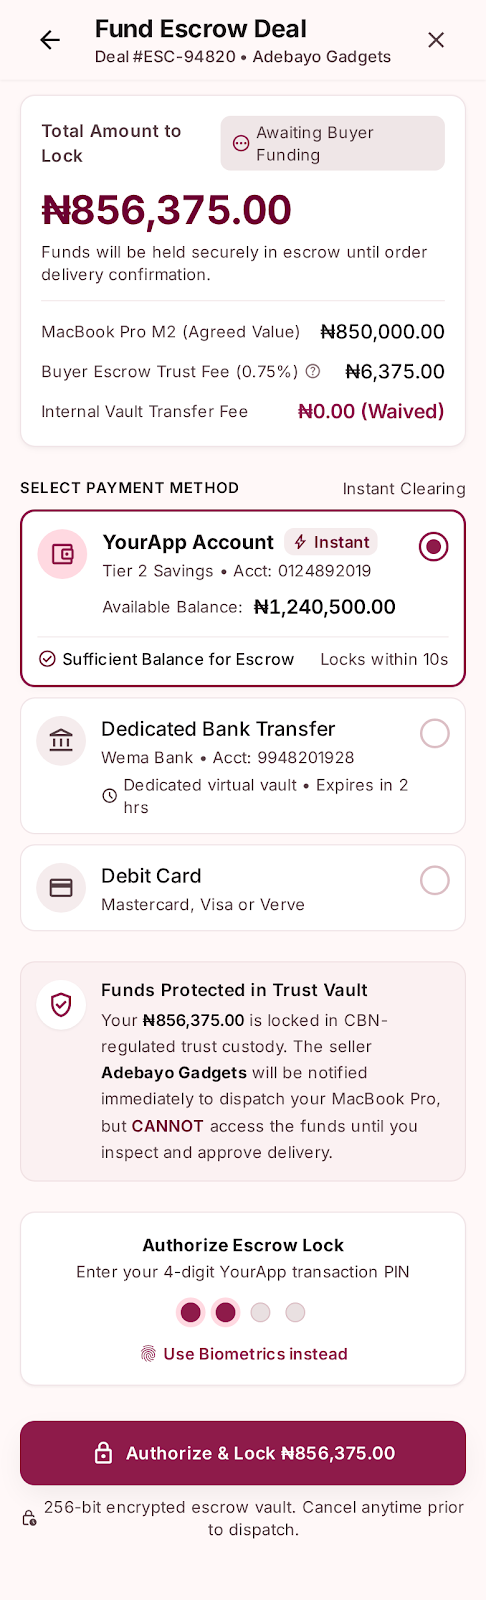 Fund Escrow Deal
Deal #ESC-94820 • Adebayo Gadgets
Total Amount to
Lock
Awaiting Buyer
Funding
₦856,375.00
Funds will be held securely in escrow until order
delivery confirmation.
MacBook Pro M2 (Agreed Value) ₦850,000.00
Buyer Escrow Trust Fee (0.75%) ₦6,375.00
Internal Vault Transfer Fee ₦0.00 (Waived)
SELECT PAYMENT METHOD Instant Clearing
YourApp Account Instant
Tier 2 Savings • Acct: 0124892019
Available Balance: ₦1,240,500.00
Sufficient Balance for Escrow Locks within 10s
Dedicated Bank Transfer
Wema Bank • Acct: 9948201928
Dedicated virtual vault • Expires in 2
hrs
Debit Card
Mastercard, Visa or Verve
Funds Protected in Trust Vault
Your ₦856,375.00 is locked in CBN-
regulated trust custody. The seller
Adebayo Gadgets will be notified
immediately to dispatch your MacBook Pro,
but CANNOT access the funds until you
inspect and approve delivery.
Authorize Escrow Lock
Enter your 4-digit YourApp transaction PIN
Use Biometrics instead
Authorize & Lock ₦856,375.00
256-bit encrypted escrow vault. Cancel anytime prior
to dispatch.